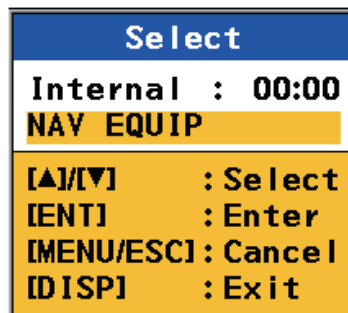 Select
Internal : 00:00
NAV EQUIP
[▲]/[▼] :Select
[ENT] :Enter
[MENU/ESC]:Cancel
[DISP] :Exit